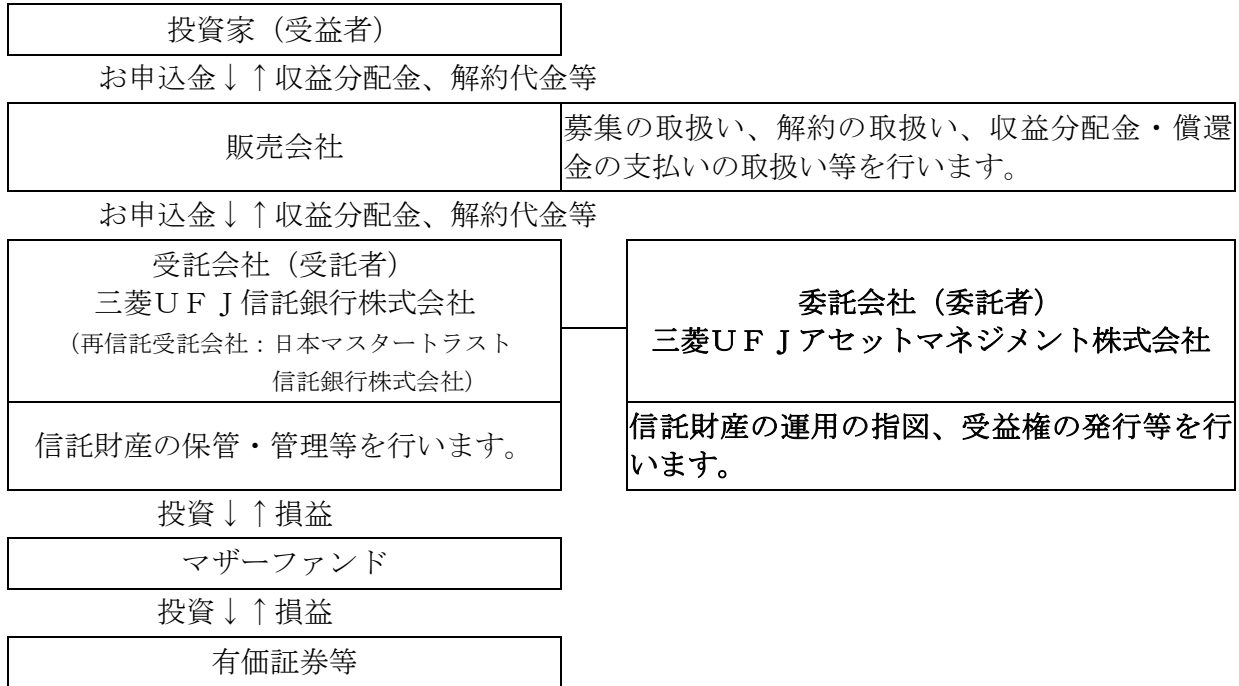 投資家（受益者）
お申込金↓↑収益分配金、解約代金等
販売会社
募集の取扱い、解約の取扱い、収益分配金・償還
金の支払いの取扱い等を行います。
お申込金↓↑収益分配金、解約代金等
受託会社（受託者）
三菱ＵＦＪ信託銀行株式会社
（再信託受託会社：日本マスタートラスト
信託銀行株式会社）
委託会社（委託者）
三菱ＵＦＪアセットマネジメント株式会社
信託財産の保管・管理等を行います。
信託財産の運用の指図、受益権の発行等を行
います。
投資↓↑損益
マザーファンド
投資↓↑損益
有価証券等